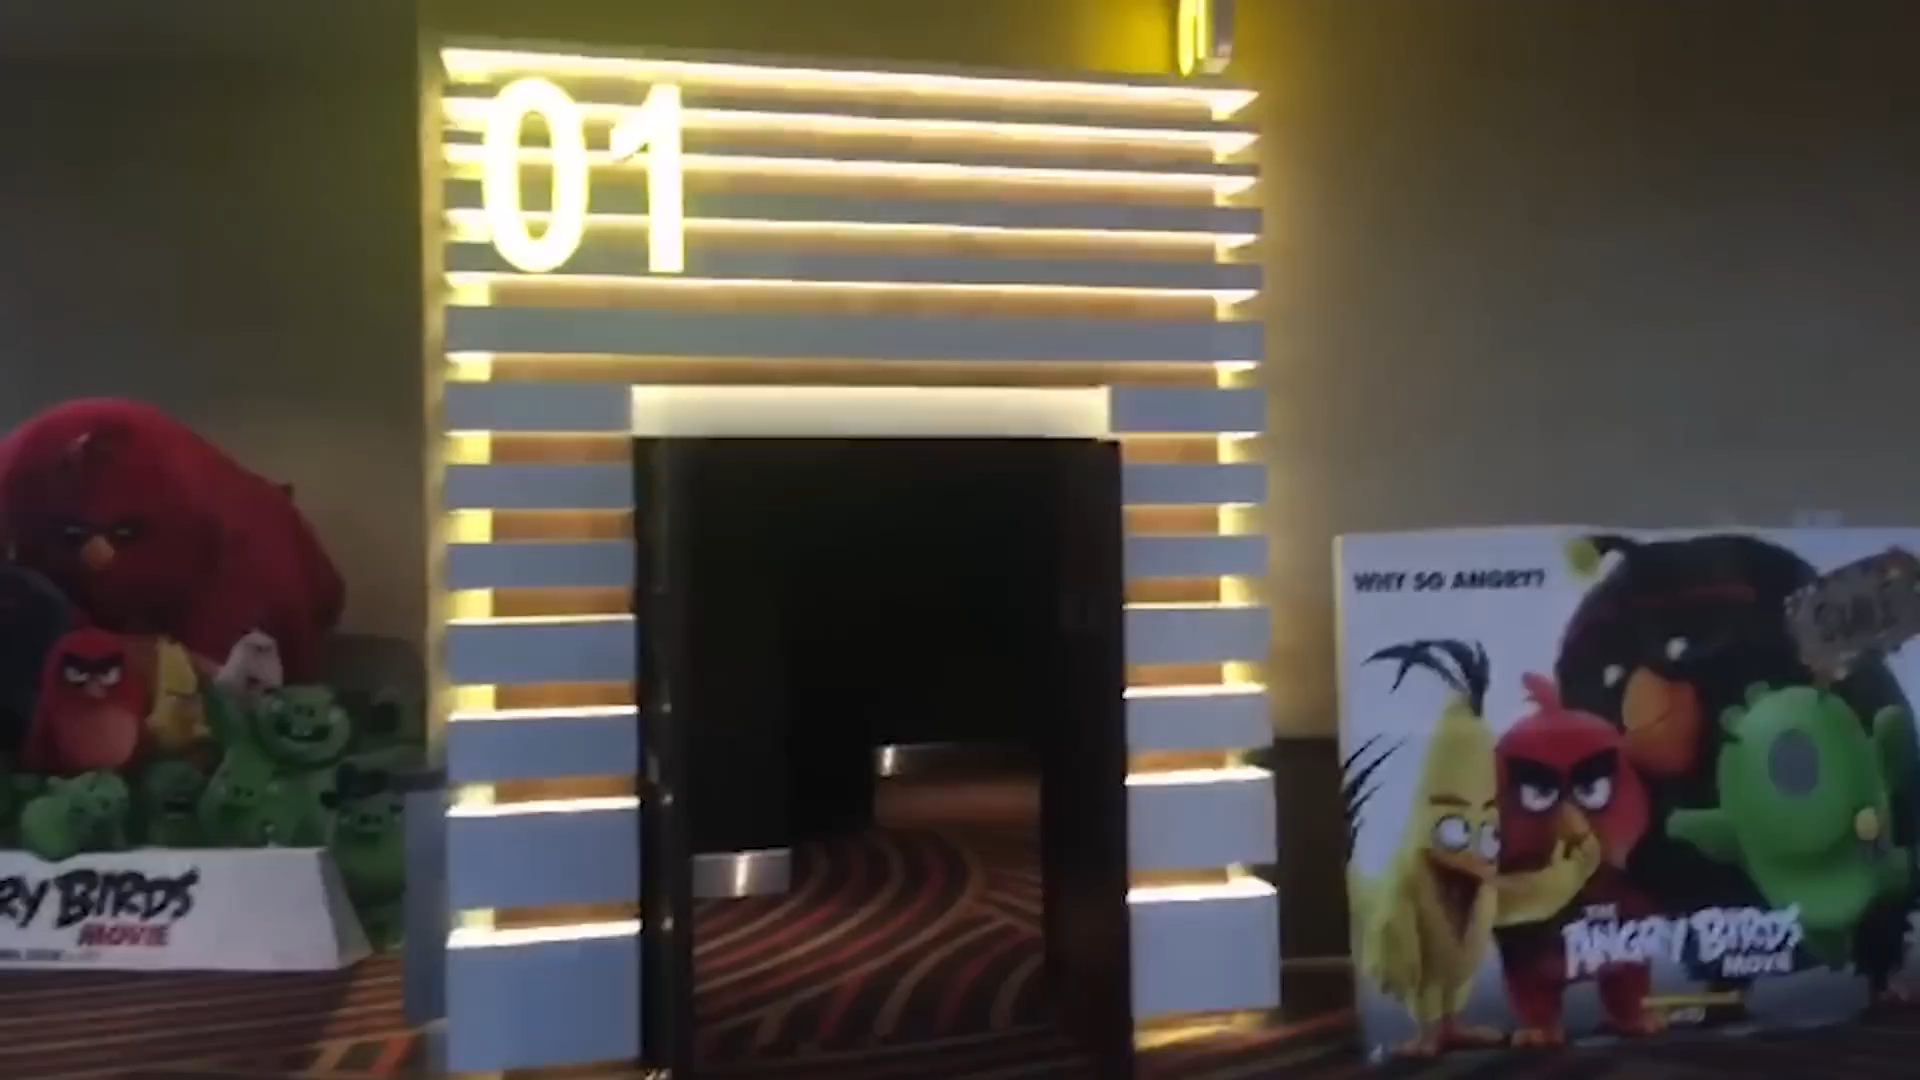 01
RY BIRDS
MOVIE
WHY SO ANGRY?
THE
ANGRY BIRDS
MOVIE